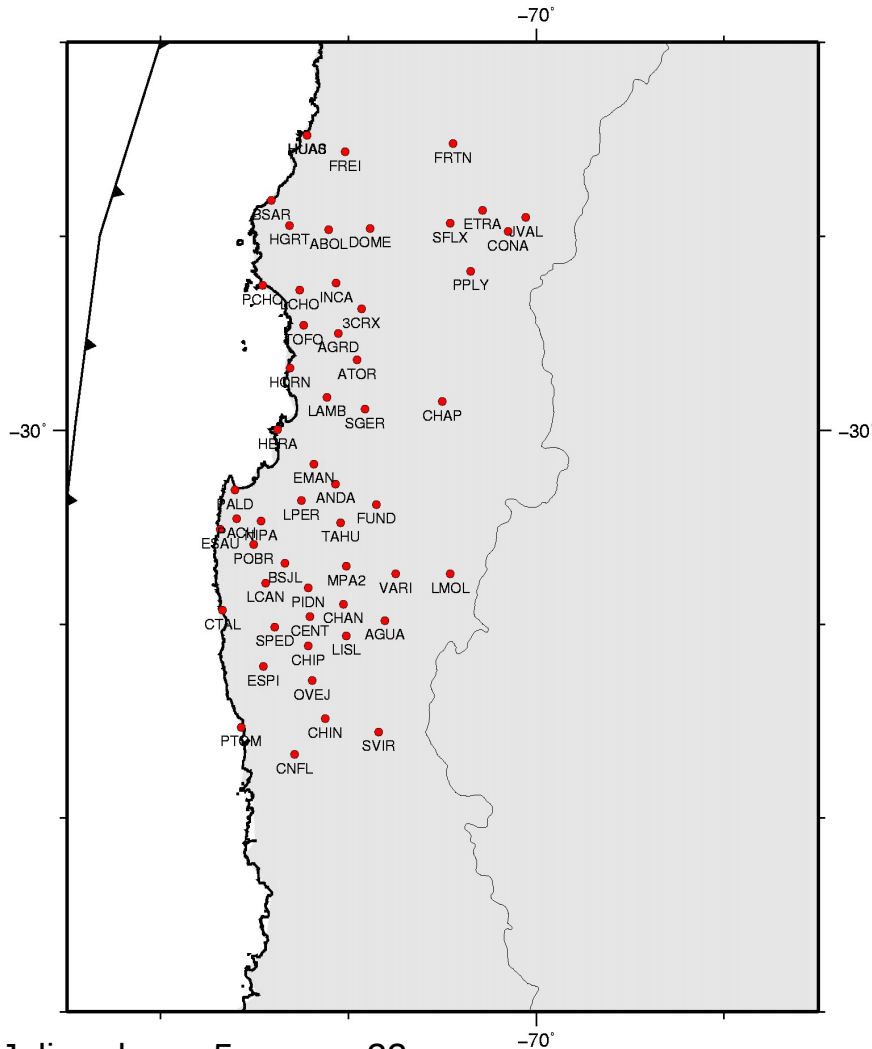 −70°
HUAS
FREI
FRTN
BSAR
HGRT
ABOL
DOME
SFLX
ETRA
JVAL
CONA
PPLY
PCHO
LCHO
INCA
3CRX
TOFO
AGRD
ATOR
HORN
LAMB
SGER
CHAP
−30°
−30°
HERA
EMAN
ANDA
PALD
LPER
FUND
ESAU
TAHU
POBR
BSJL
MPA2
VARI
LMOL
LCAN
PIDN
CTAL
CHAN
CENT
AGUA
SPED
LISL
CHIP
ESPI
OVEJ
CHIN
PTOM
SVIR
CNFL
−70°